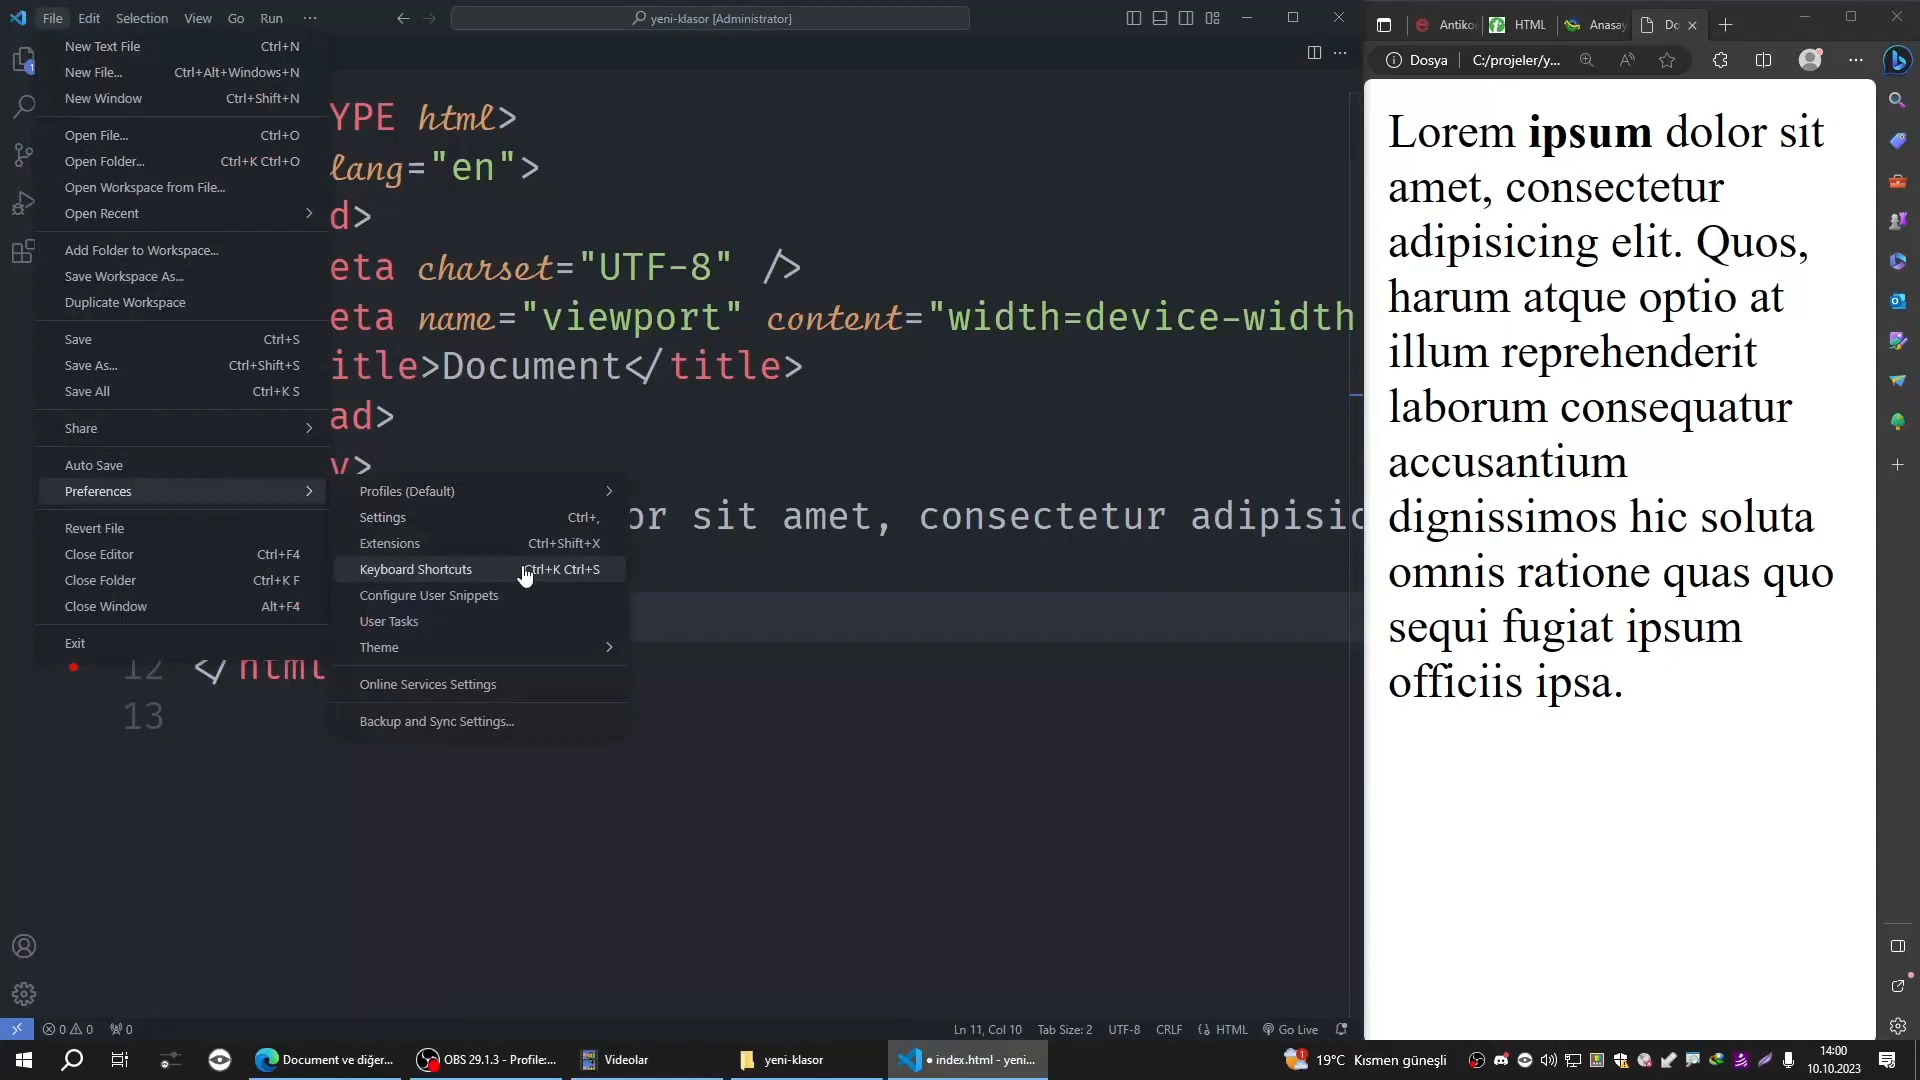 File Edit Selection View Go Run ···
yeni-klasor [Administrator]
New Text File Ctrl+N
New File... Ctrl+Alt+Windows+N
New Window Ctrl+Shift+N
Open File... Ctrl+O
Open Folder... Ctrl+K Ctrl+O
Open Workspace from File...
Open Recent
Add Folder to Workspace...
Save Workspace As...
Duplicate Workspace
Save Ctrl+S
Save As... Ctrl+Shift+S
Save All Ctrl+K S
Share
Auto Save
Preferences
Revert File
Close Editor Ctrl+F4
Close Folder Ctrl+K F
Close Window Alt+F4
Exit
Profiles (Default)
Settings Ctrl+,
Extensions Ctrl+Shift+X
Keyboard Shortcuts Ctrl+K Ctrl+S
Configure User Snippets
User Tasks
Theme
Online Services Settings
Backup and Sync Settings...
YPE html>
lang="en">
d>
eta charset="UTF-8" />
eta name="viewport" content="width=device-width
itle>Document</title>
ad>
v>
or sit amet, consectetur adipisic
12 </html
13
Antiko HTML Anasay Do
Dosya C:/projeler/y...
Lorem ipsum dolor sit
amet, consectetur
adipisicing elit. Quos,
harum atque optio at
illum reprehenderit
laborum consequatur
accusantium
dignissimos hic soluta
omnis ratione quas quo
sequi fugiat ipsum
officiis ipsa.
0 0 0
Ln 11, Col 10 Tab Size: 2 UTF-8 CRLF HTML Go Live
Document ve diğer... OBS 29.1.3 - Profile:... Videolar yeni-klasor ● index.html - yeni...
19°C Kısmen güneşli
14:00
10.10.2023